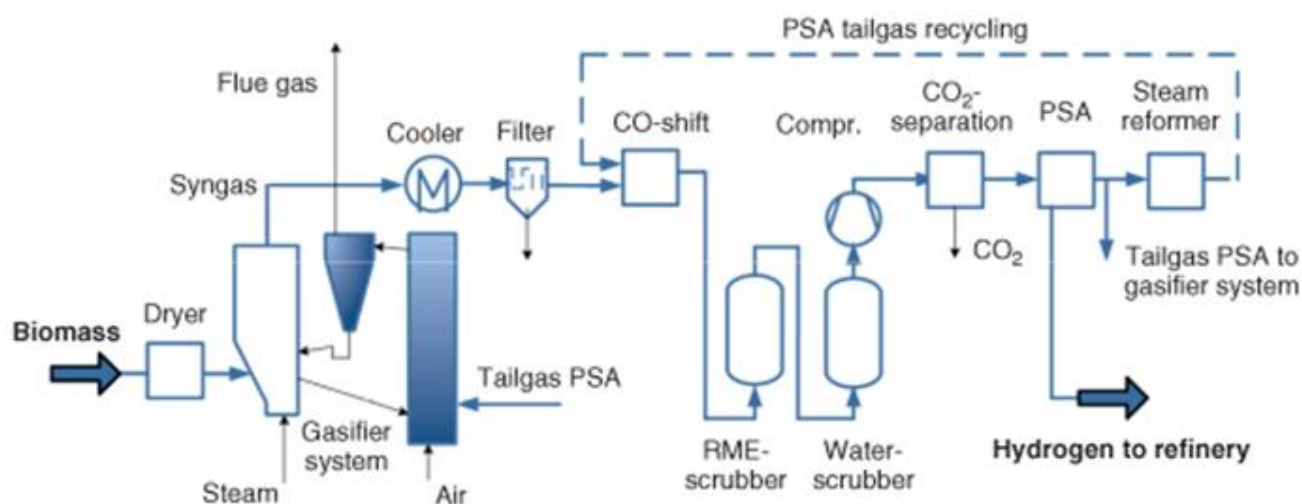 PSA tailgas recycling
Flue gas
Cooler
Filter
CO-shift
Compr.
CO₂-
separation
PSA
Steam
reformer
Syngas
CO₂
Tailgas PSA to
gasifier system
Biomass
Dryer
Tailgas PSA
Gasifier
system
Steam
Air
RME-
scrubber
Water-
scrubber
Hydrogen to refinery